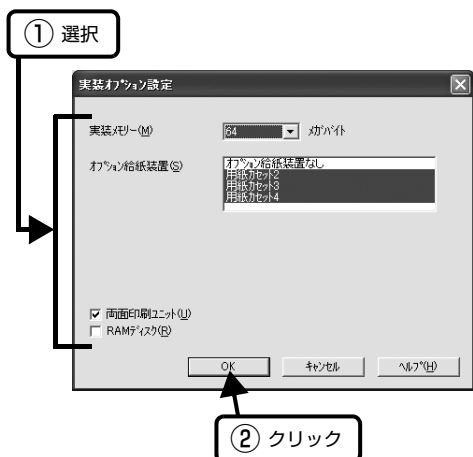 ① 選択
実装オプション設定
実装メモリー(M) 64 メガバイト
オプション給紙装置(S) オプション給紙装置なし
用紙カセット2
用紙カセット3
用紙カセット4
両面印刷ユニット(U)
RAMディスク(R)
OK キャンセル ヘルプ(H)
② クリック